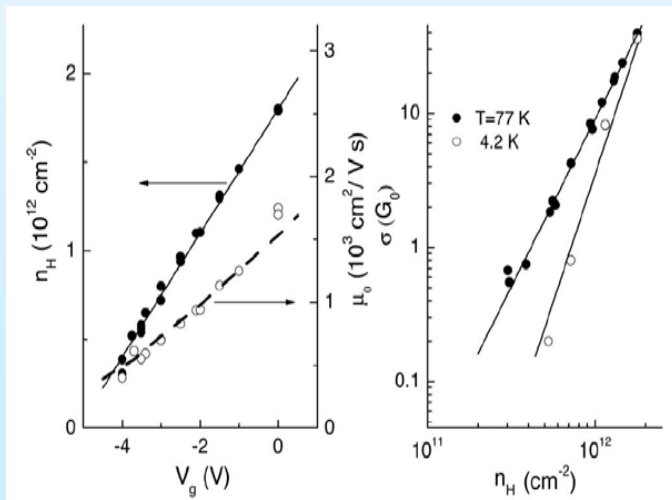 2
1
0
n_H (10^12 cm^-2)
-4
-2
0
V_g (V)
3
2
1
0
μ_0 (10^3 cm^2/ V s)
T=77 K
4.2 K
10
1
0.1
σ (G_0)
10^11
10^12
n_H (cm^-2)